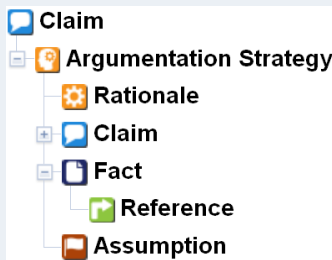 Claim
Argumentation Strategy
Rationale
Claim
Fact
Reference
Assumption